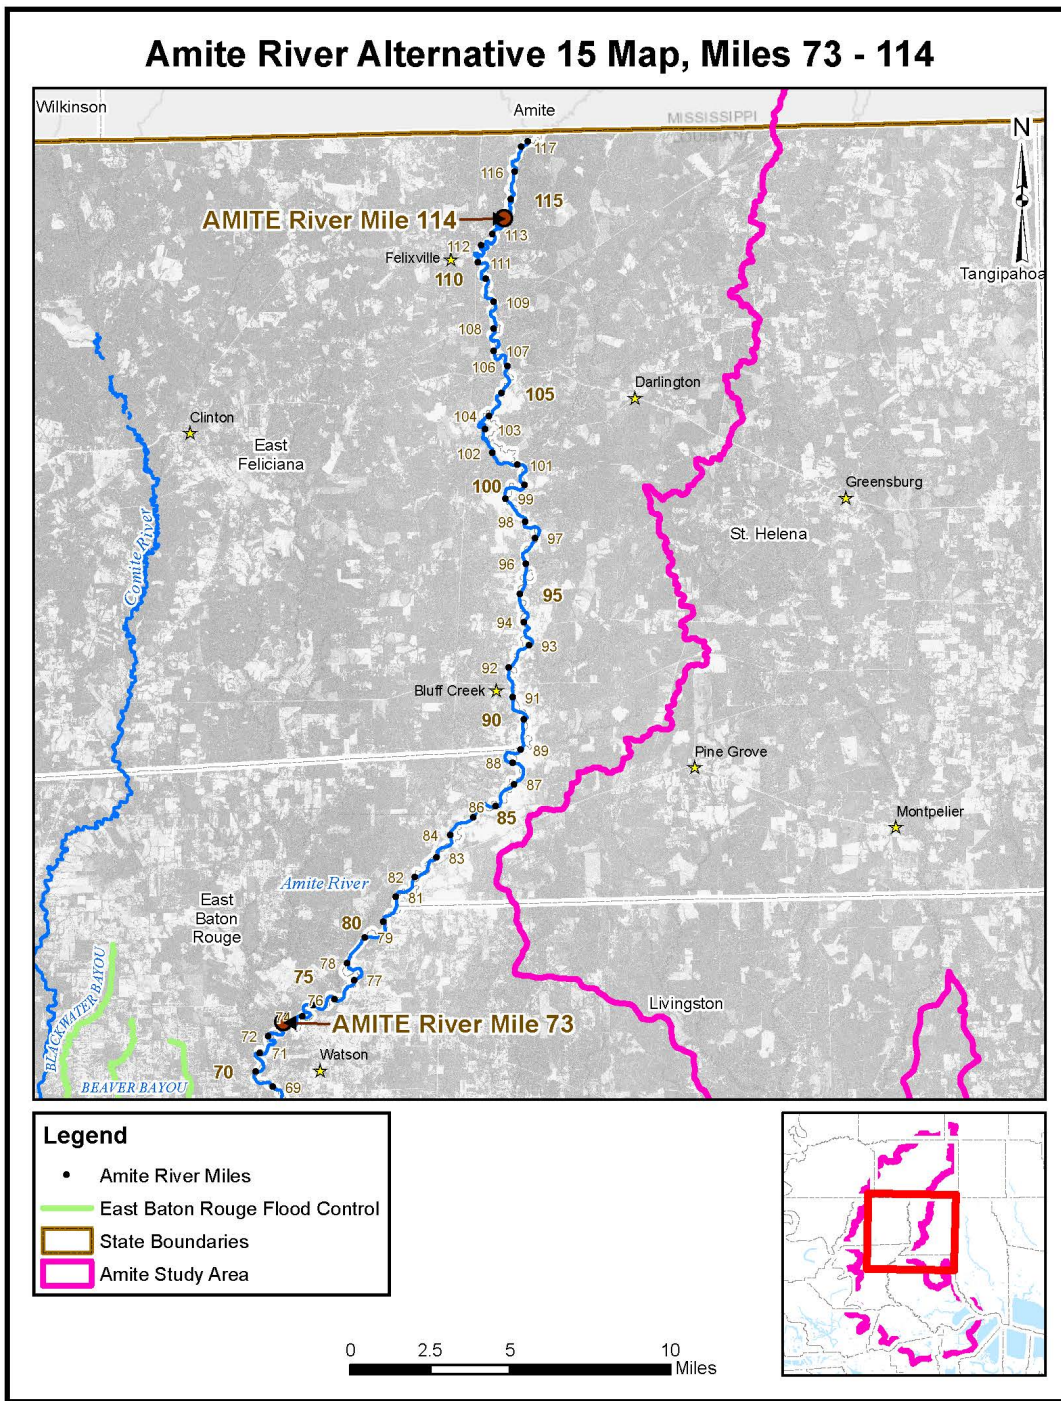 Amite River Alternative 15 Map, Miles 73 - 114
Wilkinson
Amite
MISSISSIPPI
LOUISIANA
N
117
116
115
AMITE River Mile 114
113
112
Felixville
111
110
Tangipahoa
109
108
107
106
Darlington
105
104
Clinton
103
East
Feliciana
102
101
100
Greensburg
99
98
St. Helena
97
Comite River
96
95
94
93
92
Bluff Creek
91
90
89
Pine Grove
88
87
86
85
Montpelier
84
83
82
Amite River
81
East
Baton
Rouge
80
79
78
77
75
76
Livingston
74
AMITE River Mile 73
72
71
Watson
70
69
BLACKWATER BAYOU
BEAVER BAYOU
Legend
Amite River Miles
East Baton Rouge Flood Control
State Boundaries
Amite Study Area
0 2.5 5 10
Miles